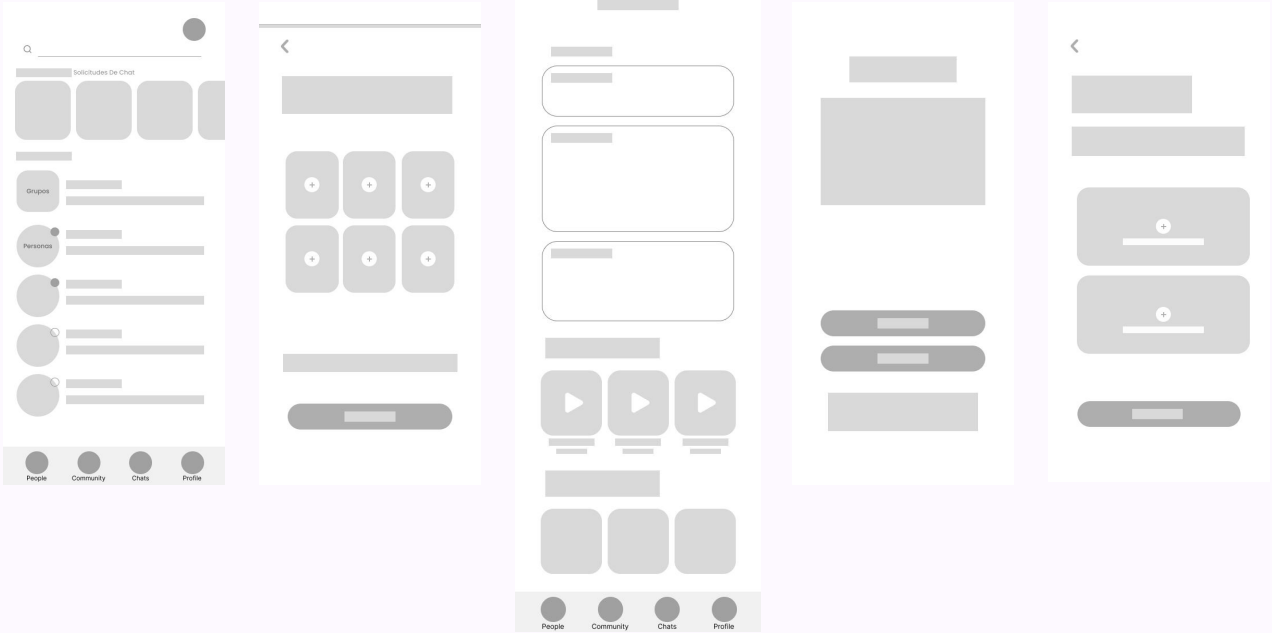 Solicitudes De Chat
Grupos
Personas
People Community Chats Profile
People Community Chats Profile